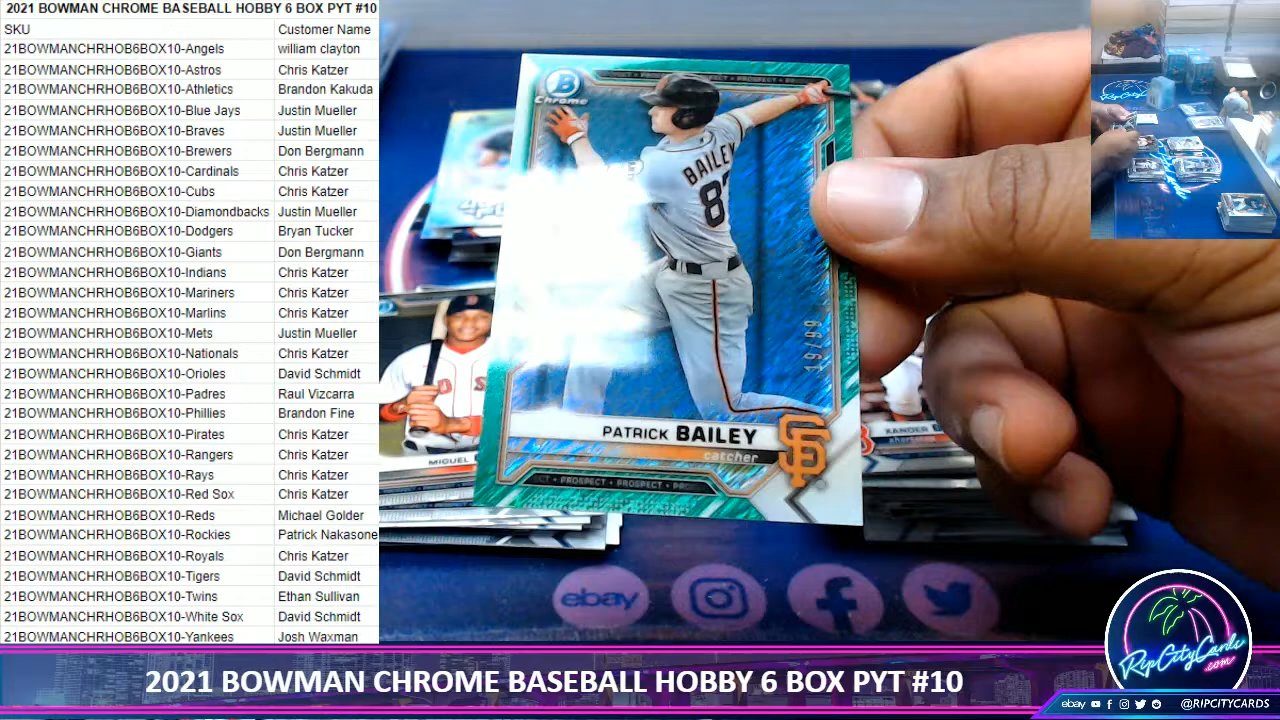 2021 BOWMAN CHROME BASEBALL HOBBY 6 BOX PYT #10
SKU Customer Name
21BOWMANCHRHOB6BOX10-Angels william clayton
21BOWMANCHRHOB6BOX10-Astros Chris Katzer
21BOWMANCHRHOB6BOX10-Athletics Brandon Kakuda
21BOWMANCHRHOB6BOX10-Blue Jays Justin Mueller
21BOWMANCHRHOB6BOX10-Braves Justin Mueller
21BOWMANCHRHOB6BOX10-Brewers Don Bergmann
21BOWMANCHRHOB6BOX10-Cardinals Chris Katzer
21BOWMANCHRHOB6BOX10-Cubs Chris Katzer
21BOWMANCHRHOB6BOX10-Diamondbacks Justin Mueller
21BOWMANCHRHOB6BOX10-Dodgers Bryan Tucker
21BOWMANCHRHOB6BOX10-Giants Don Bergmann
21BOWMANCHRHOB6BOX10-Indians Chris Katzer
21BOWMANCHRHOB6BOX10-Mariners Chris Katzer
21BOWMANCHRHOB6BOX10-Marlins Chris Katzer
21BOWMANCHRHOB6BOX10-Mets Justin Mueller
21BOWMANCHRHOB6BOX10-Nationals Chris Katzer
21BOWMANCHRHOB6BOX10-Orioles David Schmidt
21BOWMANCHRHOB6BOX10-Padres Raul Vizcarra
21BOWMANCHRHOB6BOX10-Phillies Brandon Fine
21BOWMANCHRHOB6BOX10-Pirates Chris Katzer
21BOWMANCHRHOB6BOX10-Rangers Chris Katzer
21BOWMANCHRHOB6BOX10-Rays Chris Katzer
21BOWMANCHRHOB6BOX10-Red Sox Chris Katzer
21BOWMANCHRHOB6BOX10-Reds Michael Golder
21BOWMANCHRHOB6BOX10-Rockies Patrick Nakasone
21BOWMANCHRHOB6BOX10-Royals Chris Katzer
21BOWMANCHRHOB6BOX10-Tigers David Schmidt
21BOWMANCHRHOB6BOX10-Twins Ethan Sullivan
21BOWMANCHRHOB6BOX10-White Sox David Schmidt
21BOWMANCHRHOB6BOX10-Yankees Josh Waxman
B
Chrome
PROSPECT
BAILEY
19/99
PATRICK BAILEY
catcher
SF
PROSPECT • PROSPECT
MIGUEL
XANDER
shortstop
ebay
RipCityCards
.com
2021 BOWMAN CHROME BASEBALL HOBBY 6 BOX PYT #10
ebay @RIPCITYCARDS